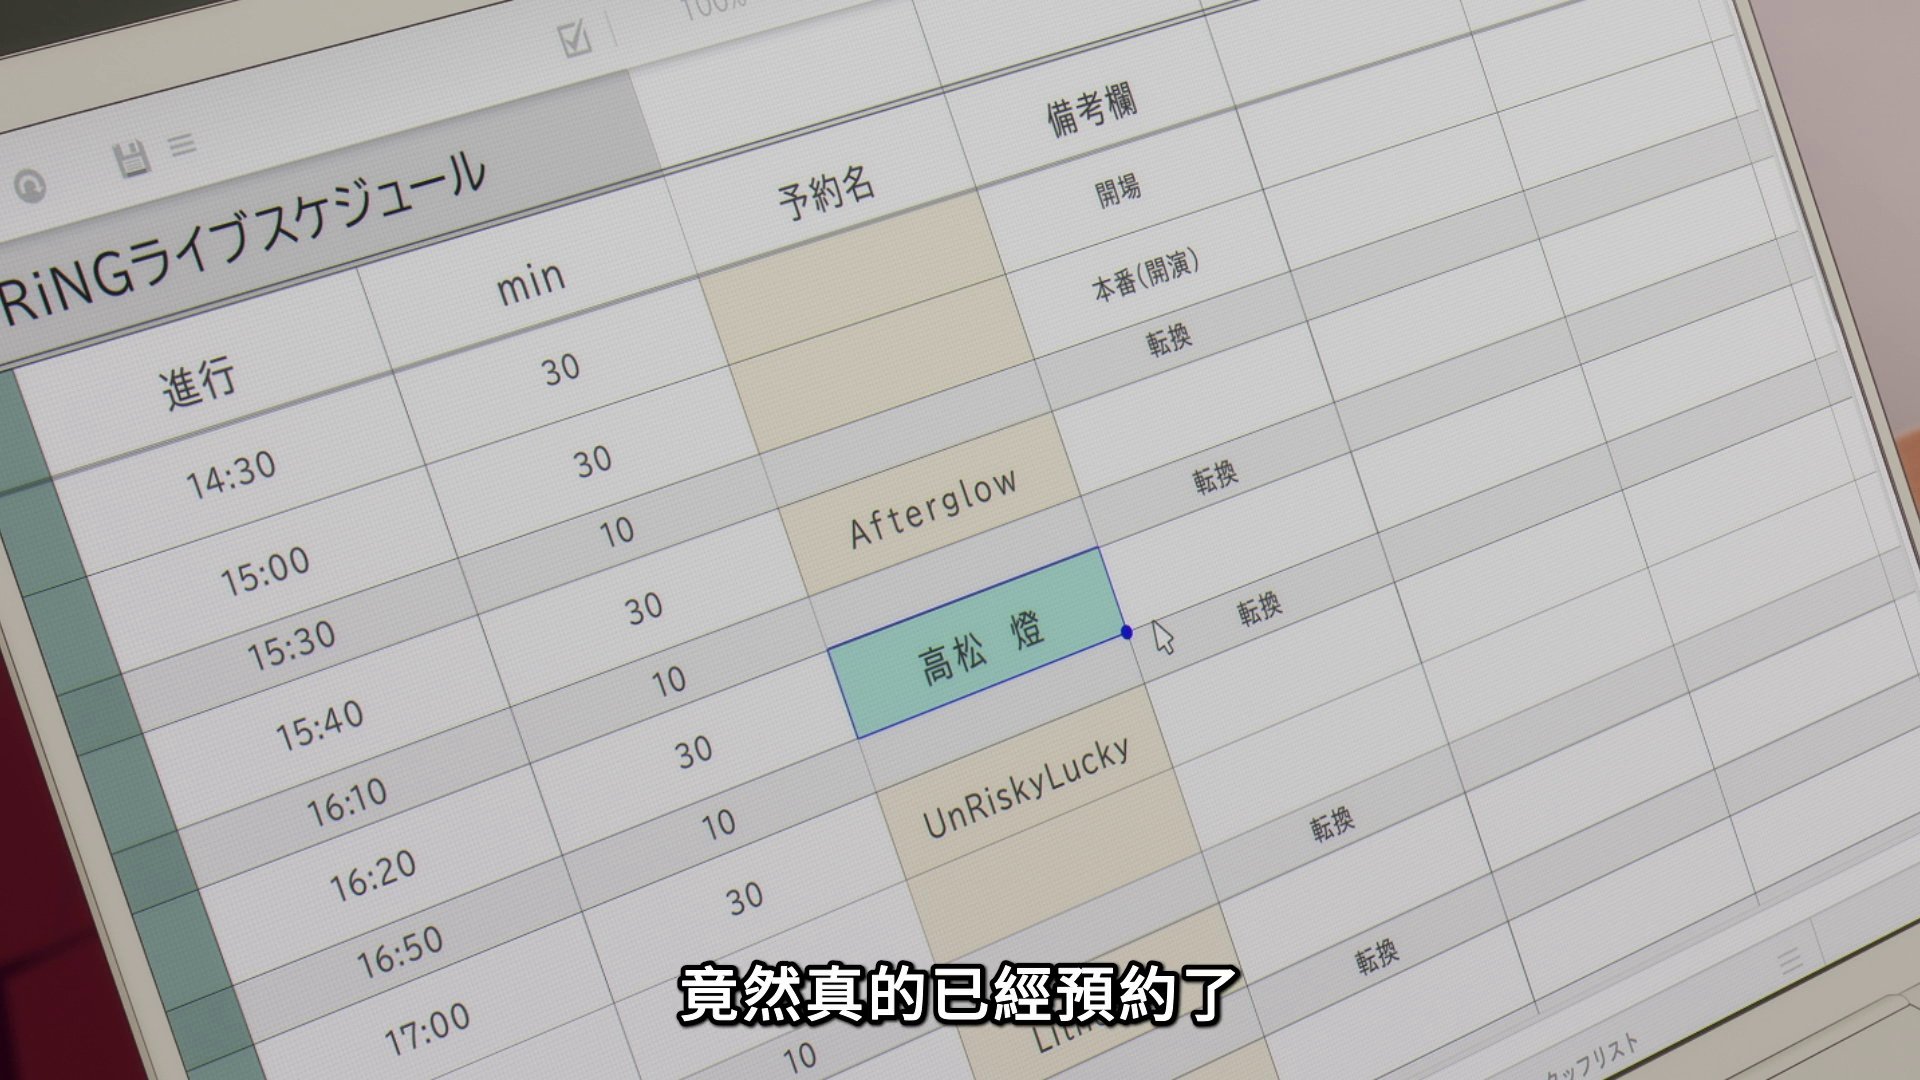 100%
RiNGライブスケジュール
進行 min 予約名 備考欄
14:30 30 開場
15:00 30 本番(開演)
15:30 10 転換
15:40 30 Afterglow
16:10 10 転換
16:20 30 高松 燈
16:50 10 転換
17:00 30 UnRiskyLucky
10 転換
転換
竟然真的已經預約了